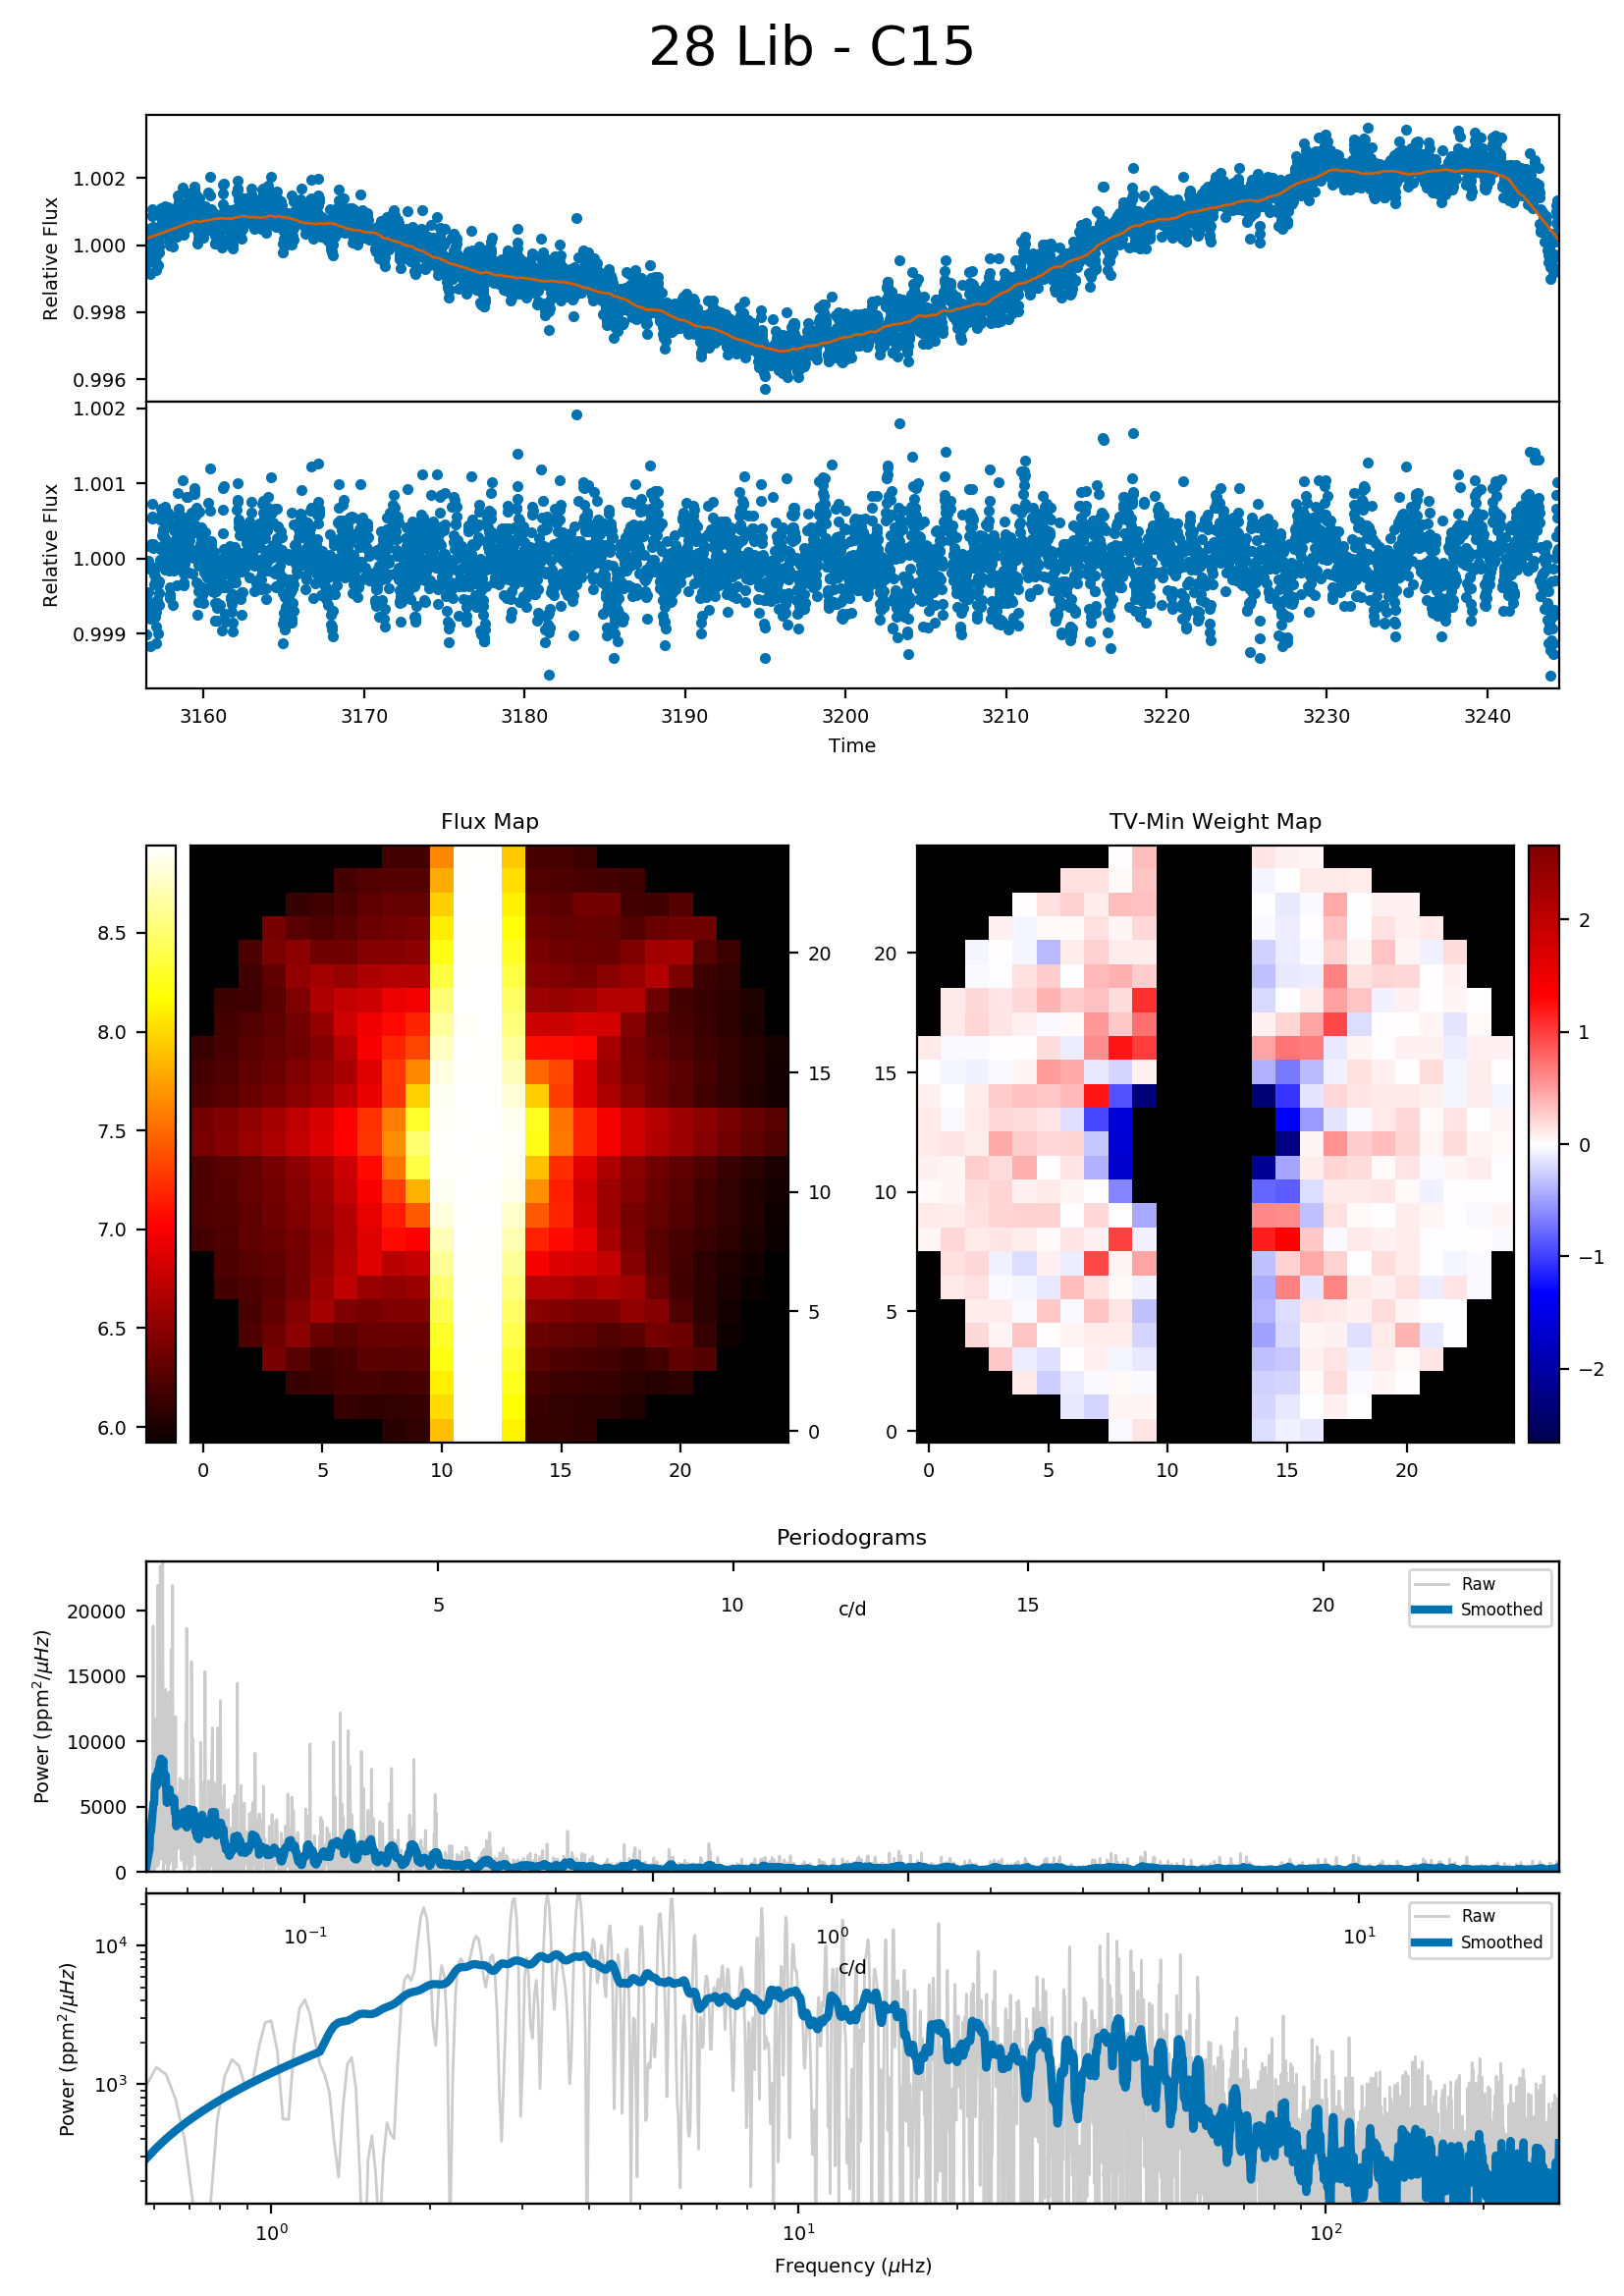 28 Lib - C15
1.002
1.000
0.998
0.996
Relative Flux
1.002
1.001
1.000
0.999
Relative Flux
3160 3170 3180 3190 3200 3210 3220 3230 3240
Time
Flux Map
8.5
8.0
7.5
7.0
6.5
6.0
20
15
10
5
0
0 5 10 15 20
TV-Min Weight Map
20
15
10
5
0
0 5 10 15 20
2
1
0
−1
−2
Periodograms
Power (ppm²/μHz)
20000
15000
10000
5000
0
5 10 15 20
c/d
Raw
Smoothed
Power (ppm²/μHz)
10⁴
10³
10⁻¹ 10⁰ 10¹
c/d
Raw
Smoothed
10⁰ 10¹ 10²
Frequency (μHz)